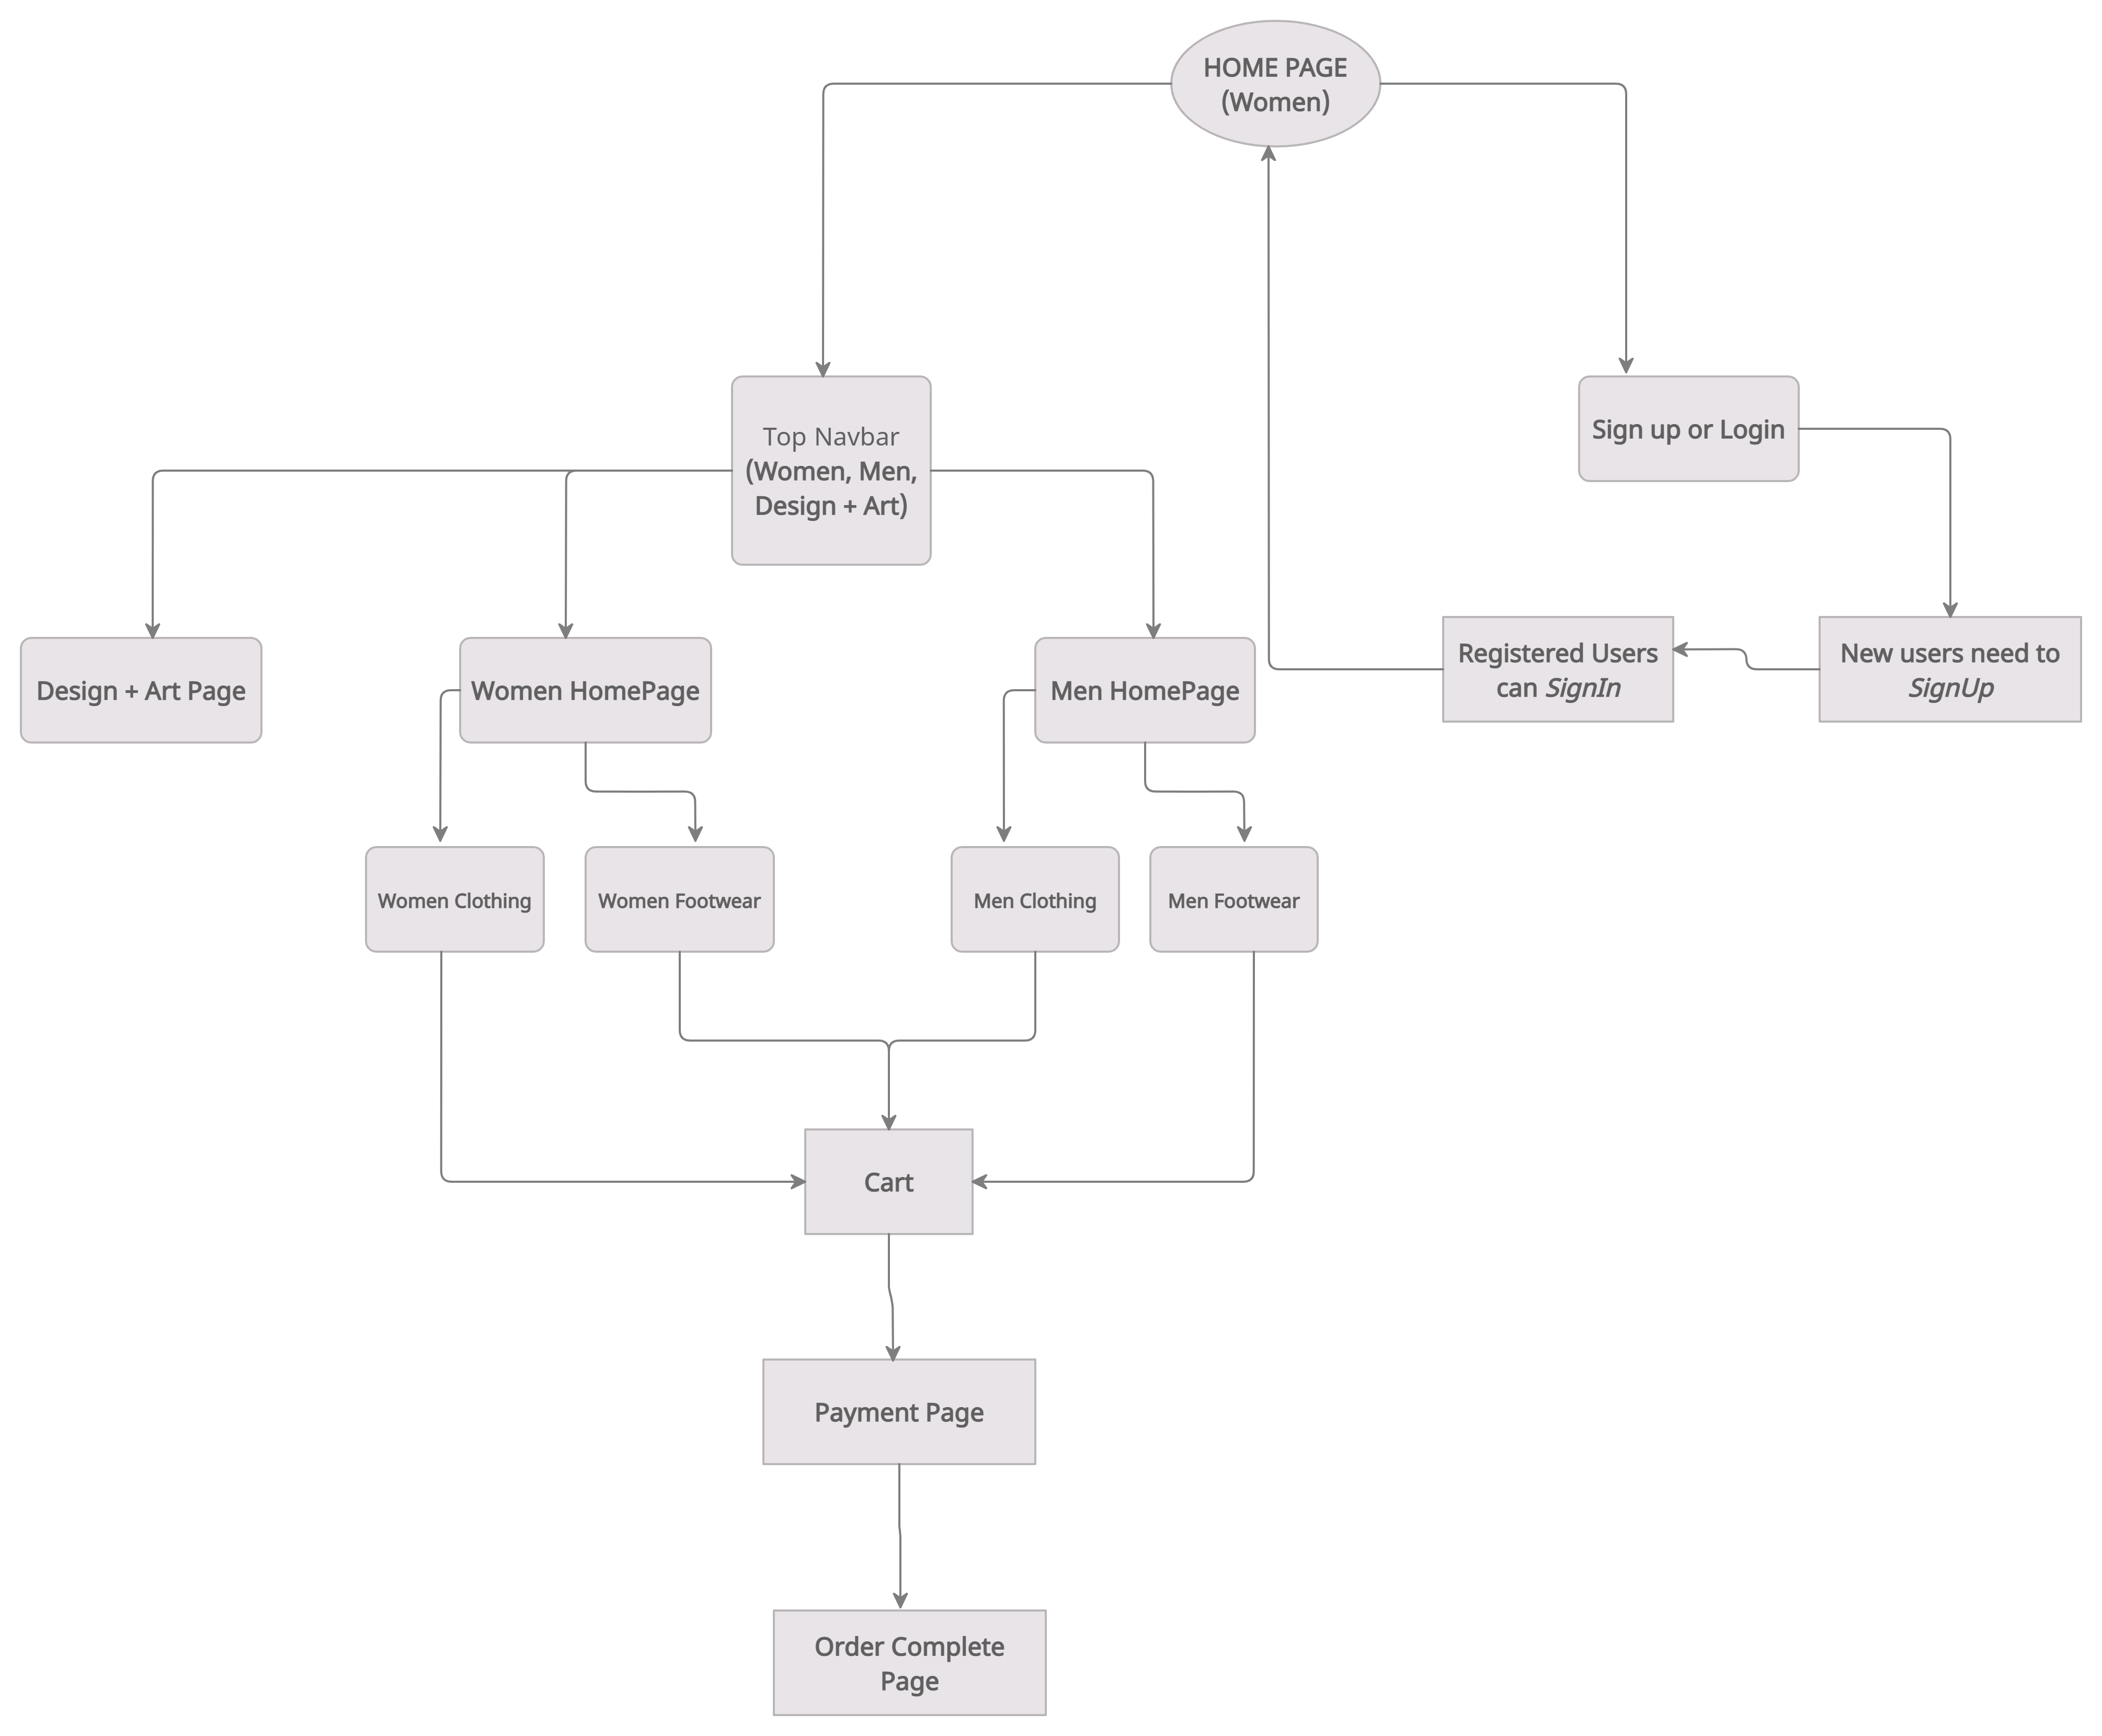 HOME PAGE
(Women)
Top Navbar
(Women, Men,
Design + Art)
Sign up or Login
Design + Art Page
Women HomePage
Men HomePage
Registered Users
can SignIn
New users need to
SignUp
Women Clothing
Women Footwear
Men Clothing
Men Footwear
Cart
Payment Page
Order Complete
Page